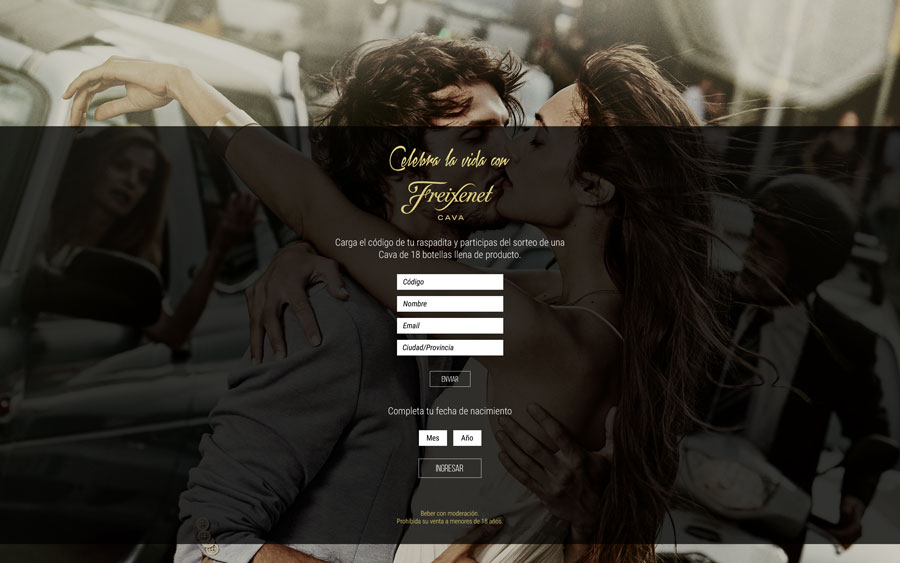 Celebra la vida con
Freixenet
CAVA
Carga el código de tu raspadita y participas del sorteo de una
Cava de 18 botellas llena de producto.
Código
Nombre
Email
Ciudad/Provincia
ENVIAR
Completa tu fecha de nacimiento
Mes Año
INGRESAR
Beber con moderación.
Prohibida su venta a menores de 18 años.